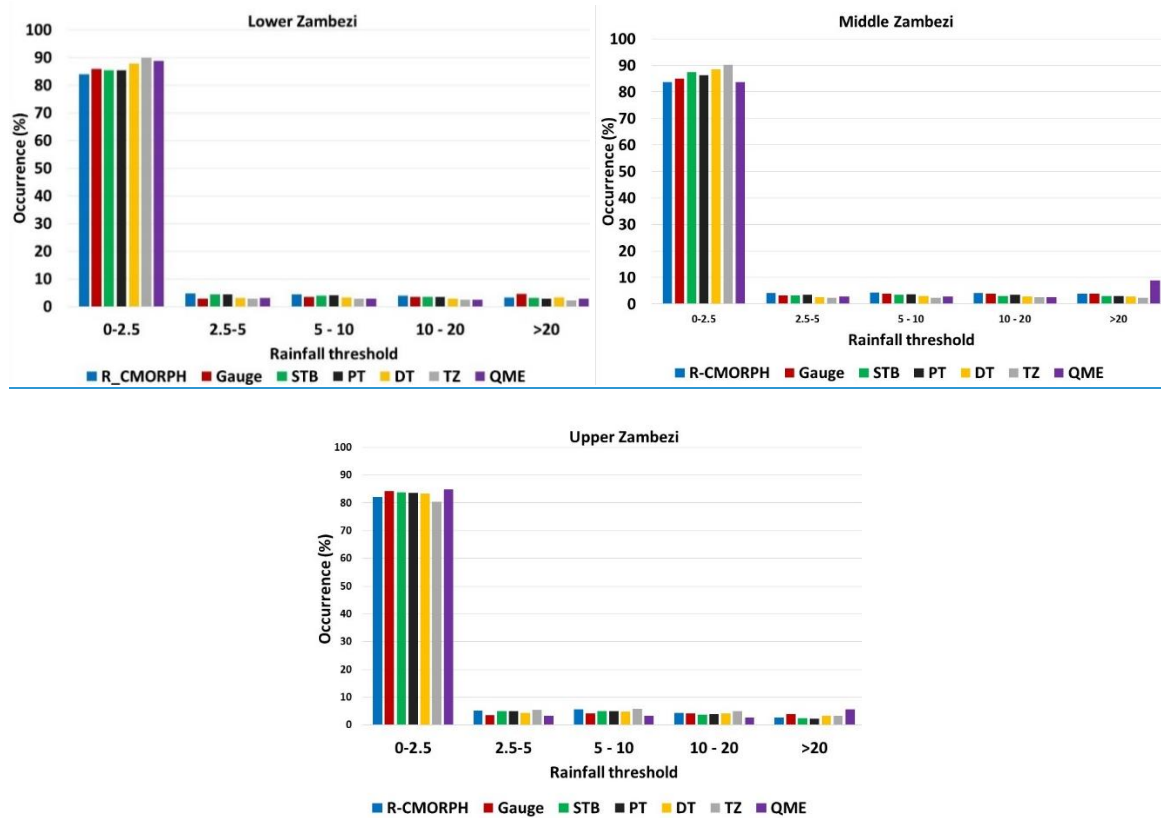 Lower Zambezi
Occurrence (%)
100
90
80
70
60
50
40
30
20
10
0
0-2.5 2.5-5 5 - 10 10 - 20 >20
Rainfall threshold
R_CMORPH Gauge STB PT DT TZ QME
Middle Zambezi
Occurrence (%)
100
90
80
70
60
50
40
30
20
10
0
0-2.5 2.5-5 5 - 10 10 - 20 >20
Rainfall threshold
R-CMORPH Gauge STB PT DT TZ QME
Upper Zambezi
Occurrence (%)
100
90
80
70
60
50
40
30
20
10
0
0-2.5 2.5-5 5 - 10 10 - 20 >20
Rainfall threshold
R-CMORPH Gauge STB PT DT TZ QME